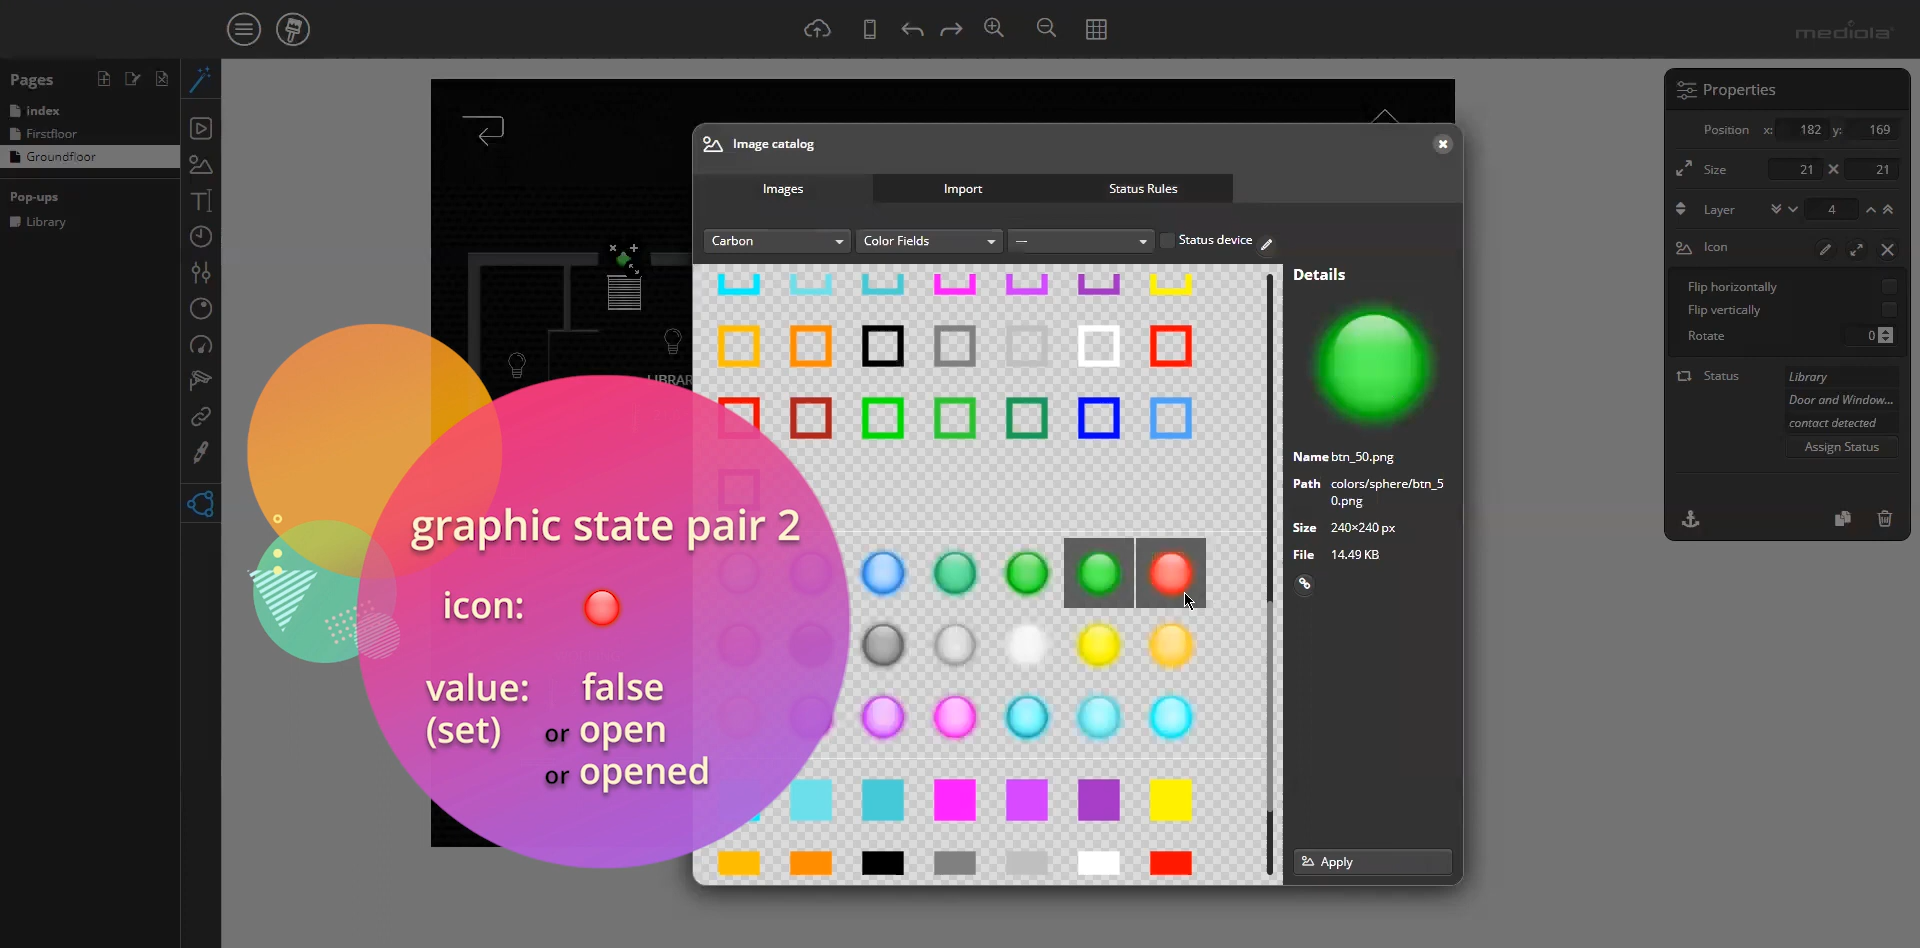 mediola
Pages
index
Firstfloor
Groundfloor
Pop-ups
Library
Image catalog
Images
Import
Status Rules
Carbon
Color Fields
—
Status device
LIBRAR
graphic state pair 2
icon:
value:
(set)
false
or open
or opened
Details
Name btn_50.png
Path colors/sphere/btn_5
0.png
Size 240×240 px
File 14.49 KB
Apply
Properties
Position x: 182 y: 169
Size 21 X 21
Layer 4
Icon
Flip horizontally
Flip vertically
Rotate 0
Status Library
Door and Window...
contact detected
Assign Status